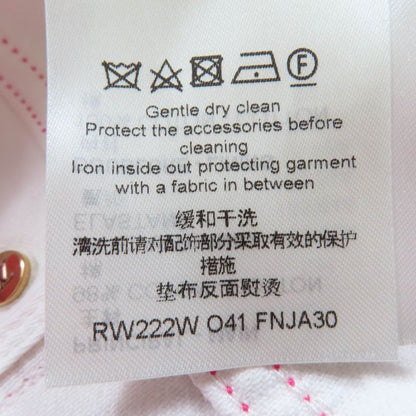 Gentle dry clean
Protect the accessories before
cleaning
Iron inside out protecting garment
with a fabric in between
缓和干洗
清洗前请对配饰部分采取有效的保护
措施
垫布反面熨烫
RW222W O41 FNJA30